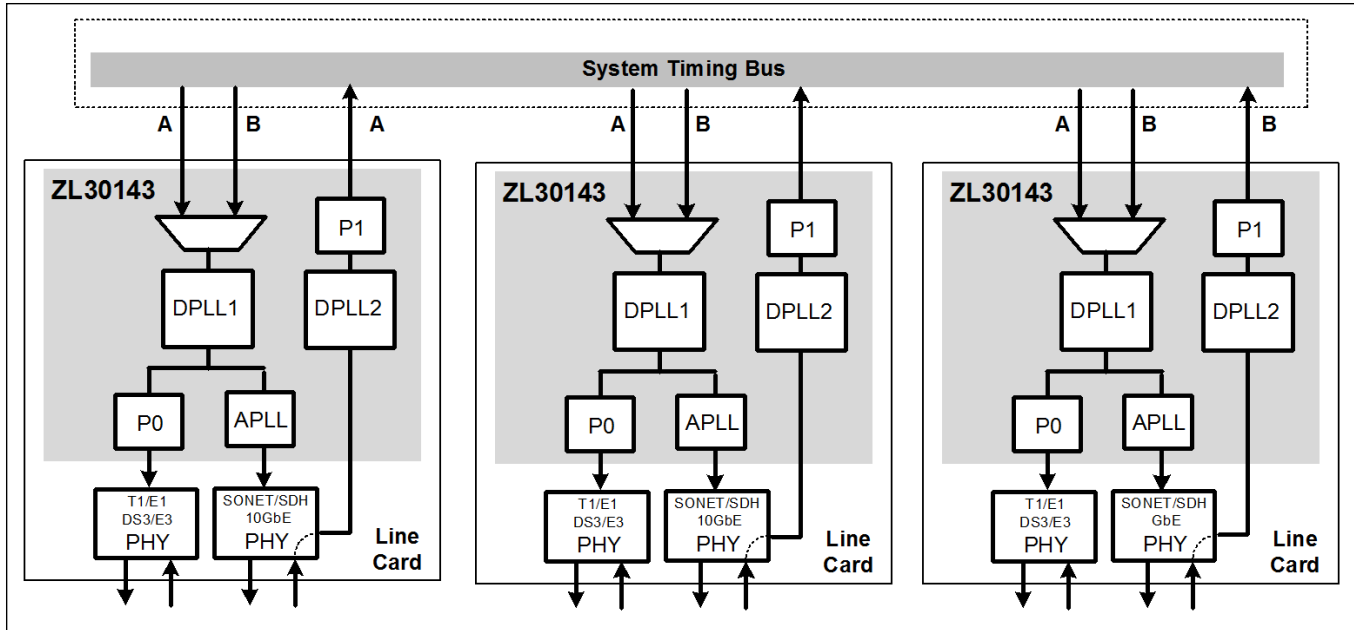 System Timing Bus
A
B
A
A
B
A
B
B
ZL30143
P1
DPLL1
DPLL2
P0
APLL
T1/E1
DS3/E3
PHY
SONET/SDH
10GbE
PHY
Line
Card
ZL30143
P1
DPLL1
DPLL2
P0
APLL
T1/E1
DS3/E3
PHY
SONET/SDH
10GbE
PHY
Line
Card
ZL30143
P1
DPLL1
DPLL2
P0
APLL
T1/E1
DS3/E3
PHY
SONET/SDH
GbE
PHY
Line
Card